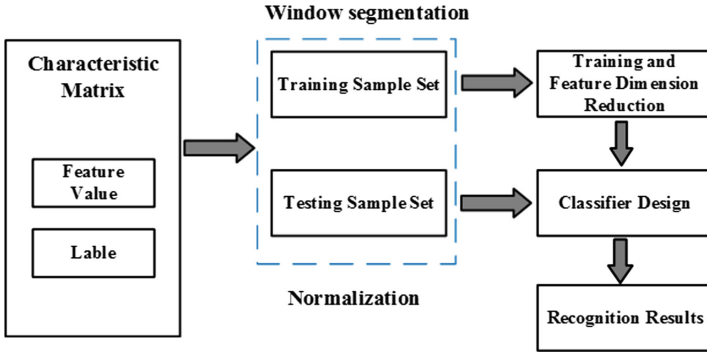 Window segmentation
Characteristic
Matrix
Feature
Value
Lable
Training Sample Set
Testing Sample Set
Normalization
Training and
Feature Dimension
Reduction
Classifier Design
Recognition Results